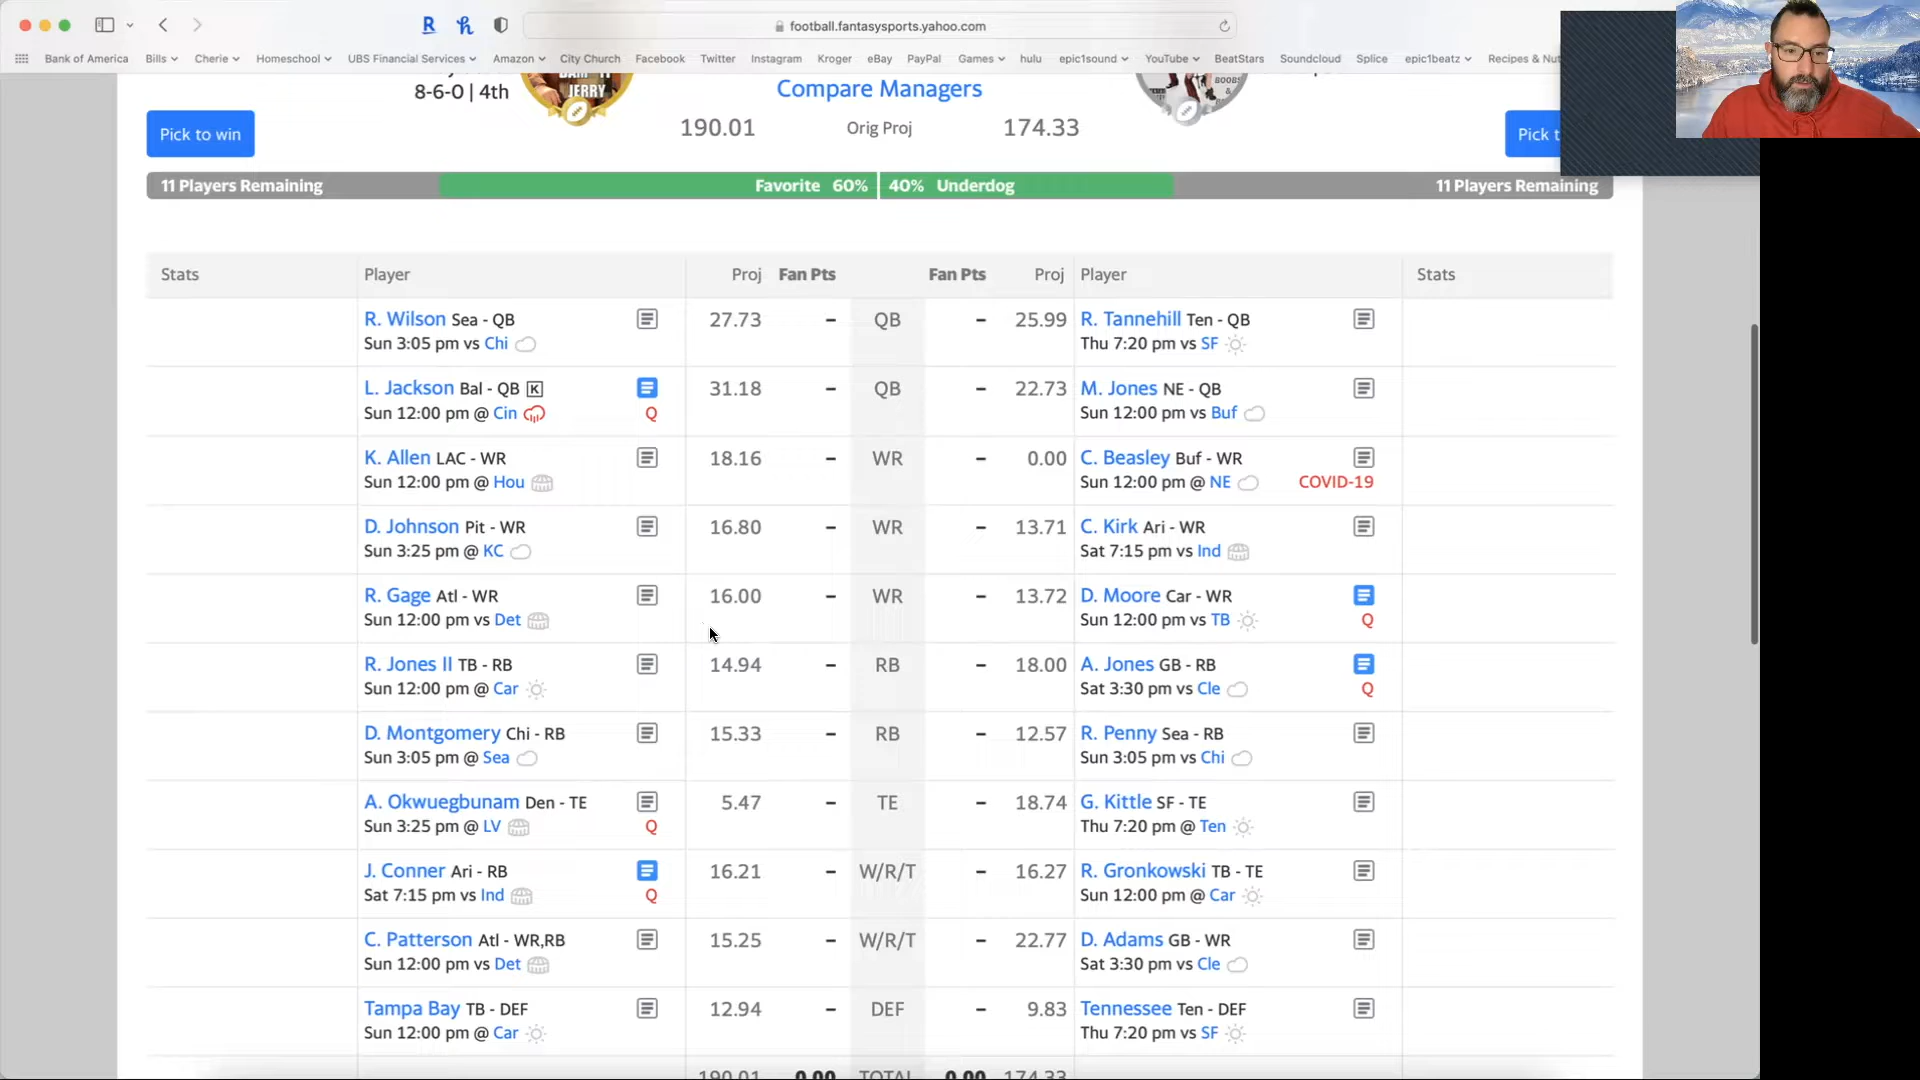 football.fantasysports.yahoo.com
Bank of America Bills Cherie Homeschool UBS Financial Services Amazon City Church Facebook Twitter Instagram Kroger eBay PayPal Games hulu epic1sound YouTube BeatStars Soundcloud Splice epic1beatz Recipes & Nut
8-6-0 | 4th
JERRY
Compare Managers
BOOBS
&
190.01 Orig Proj 174.33
Pick to win
Pick t
11 Players Remaining Favorite 60% 40% Underdog 11 Players Remaining
Stats Player Proj Fan Pts Fan Pts Proj Player Stats
R. Wilson Sea - QB 27.73 – QB – 25.99 R. Tannehill Ten - QB
Sun 3:05 pm vs Chi Thu 7:20 pm vs SF
L. Jackson Bal - QB K 31.18 – QB – 22.73 M. Jones NE - QB
Sun 12:00 pm @ Cin Q Sun 12:00 pm vs Buf
K. Allen LAC - WR 18.16 – WR – 0.00 C. Beasley Buf - WR
Sun 12:00 pm @ Hou Sun 12:00 pm @ NE COVID-19
D. Johnson Pit - WR 16.80 – WR – 13.71 C. Kirk Ari - WR
Sun 3:25 pm @ KC Sat 7:15 pm vs Ind
R. Gage Atl - WR 16.00 – WR – 13.72 D. Moore Car - WR
Sun 12:00 pm vs Det Sun 12:00 pm vs TB Q
R. Jones II TB - RB 14.94 – RB – 18.00 A. Jones GB - RB
Sun 12:00 pm @ Car Sat 3:30 pm vs Cle Q
D. Montgomery Chi - RB 15.33 – RB – 12.57 R. Penny Sea - RB
Sun 3:05 pm @ Sea Sun 3:05 pm vs Chi
A. Okwuegbunam Den - TE 5.47 – TE – 18.74 G. Kittle SF - TE
Sun 3:25 pm @ LV Q Thu 7:20 pm @ Ten
J. Conner Ari - RB 16.21 – W/R/T – 16.27 R. Gronkowski TB - TE
Sat 7:15 pm vs Ind Q Sun 12:00 pm @ Car
C. Patterson Atl - WR,RB 15.25 – W/R/T – 22.77 D. Adams GB - WR
Sun 12:00 pm vs Det Sat 3:30 pm vs Cle
Tampa Bay TB - DEF 12.94 – DEF – 9.83 Tennessee Ten - DEF
Sun 12:00 pm @ Car Thu 7:20 pm vs SF
190.01 0.00 TOTAL 0.00 174.33